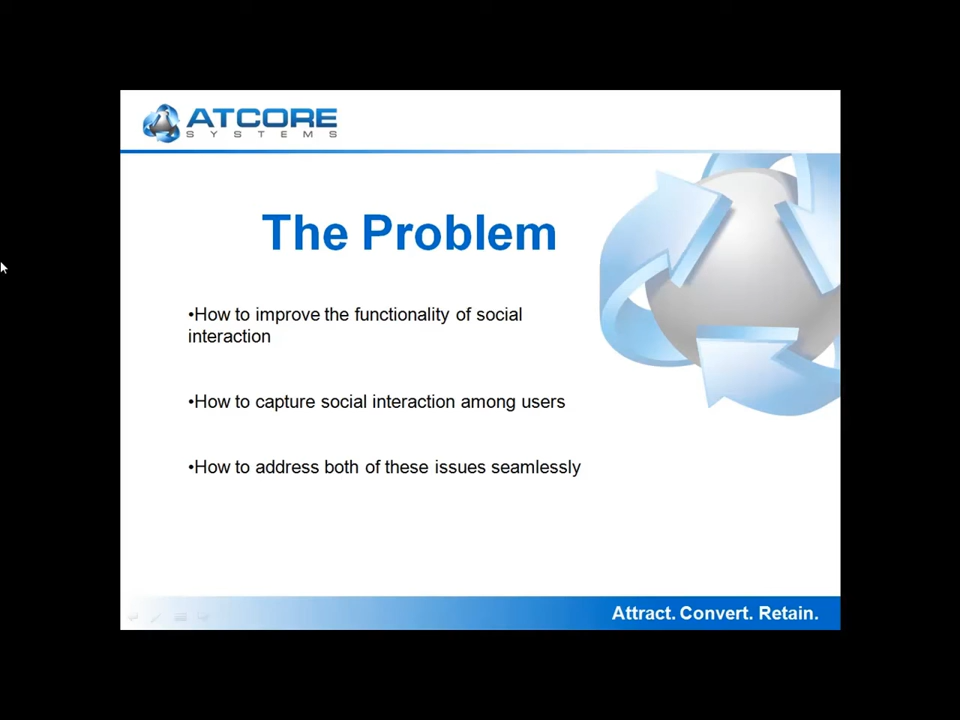 ATCORE
SYSTEMS
The Problem
•How to improve the functionality of social
interaction
•How to capture social interaction among users
•How to address both of these issues seamlessly
Attract. Convert. Retain.